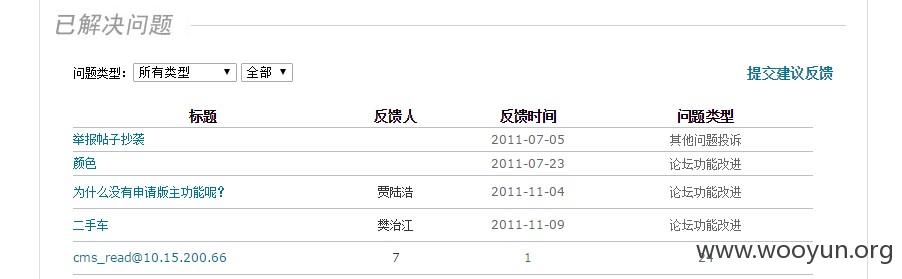 已解决问题
问题类型： 所有类型 全部 提交建议反馈
标题 反馈人 反馈时间 问题类型
举报帖子抄袭 2011-07-05 其他问题投诉
颜色 2011-07-23 论坛功能改进
为什么没有申请版主功能呢？ 贾陆浩 2011-11-04 论坛功能改进
二手车 樊治江 2011-11-09 论坛功能改进
cms_read@10.15.200.66 7 1 24
www.wooyun.org